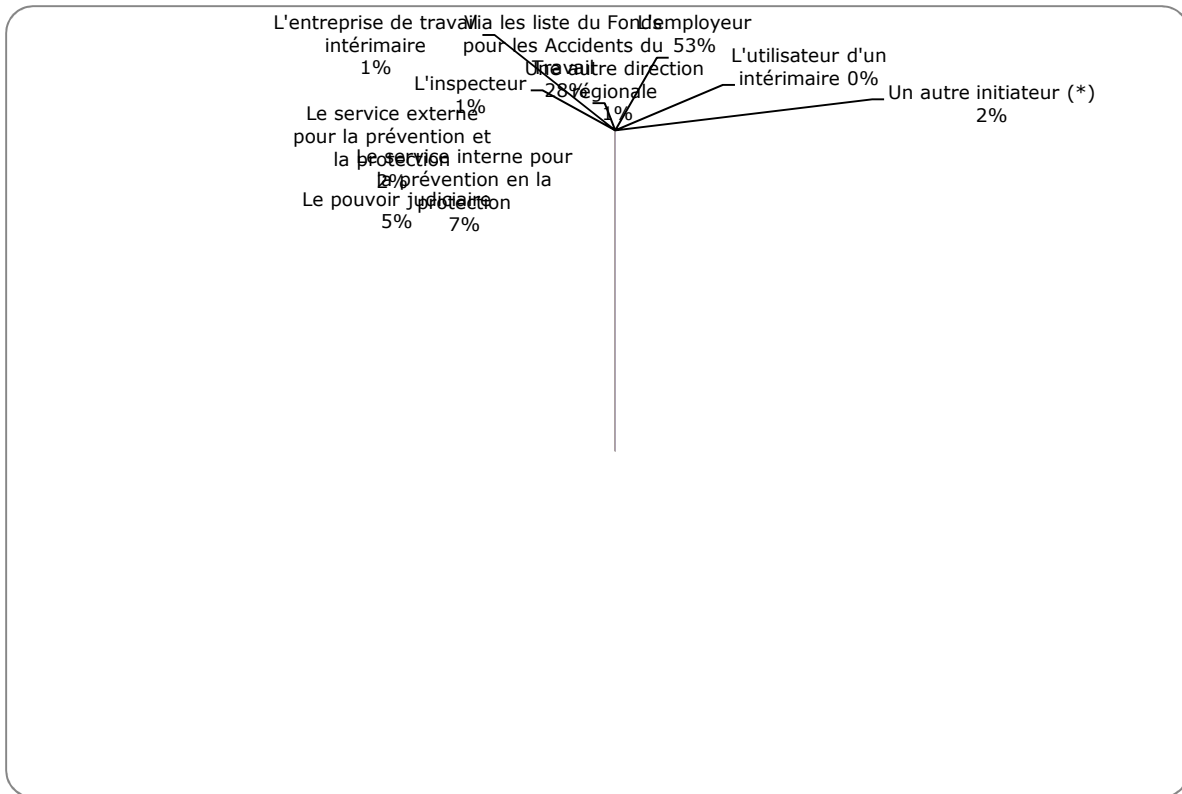 L'entreprise de travail
intérimaire
1%
Via les liste du Fonds
pour les Accidents du
Travail
28%
L'employeur
53%
L'utilisateur d'un
intérimaire 0%
Un autre initiateur (*)
2%
L'inspecteur
1%
Une autre direction
régionale
1%
Le service externe
pour la prévention et
la protection
2%
Le service interne pour
la prévention en la
protection
7%
Le pouvoir judiciaire
5%